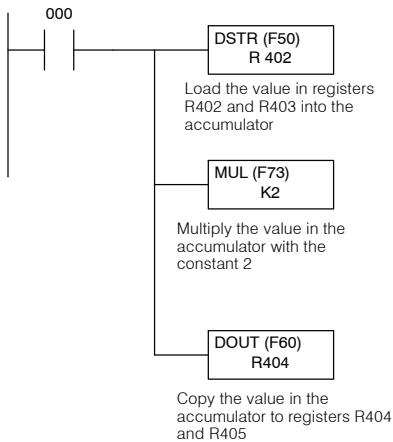 000
DSTR (F50)
R 402
Load the value in registers
R402 and R403 into the
accumulator
MUL (F73)
K2
Multiply the value in the
accumulator with the
constant 2
DOUT (F60)
R404
Copy the value in the
accumulator to registers R404
and R405